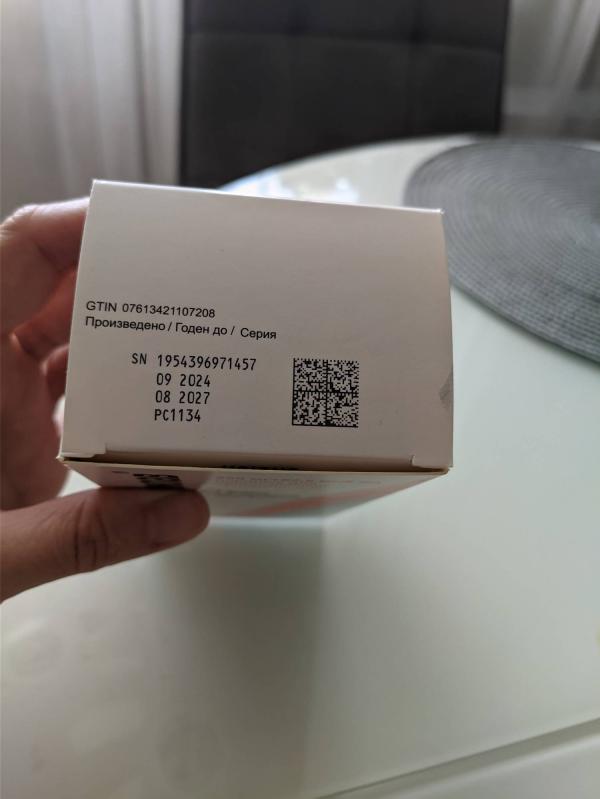 GTIN 07613421107208
Произведено / Годен до / Серия
SN 1954396971457
09 2024
08 2027
PC1134